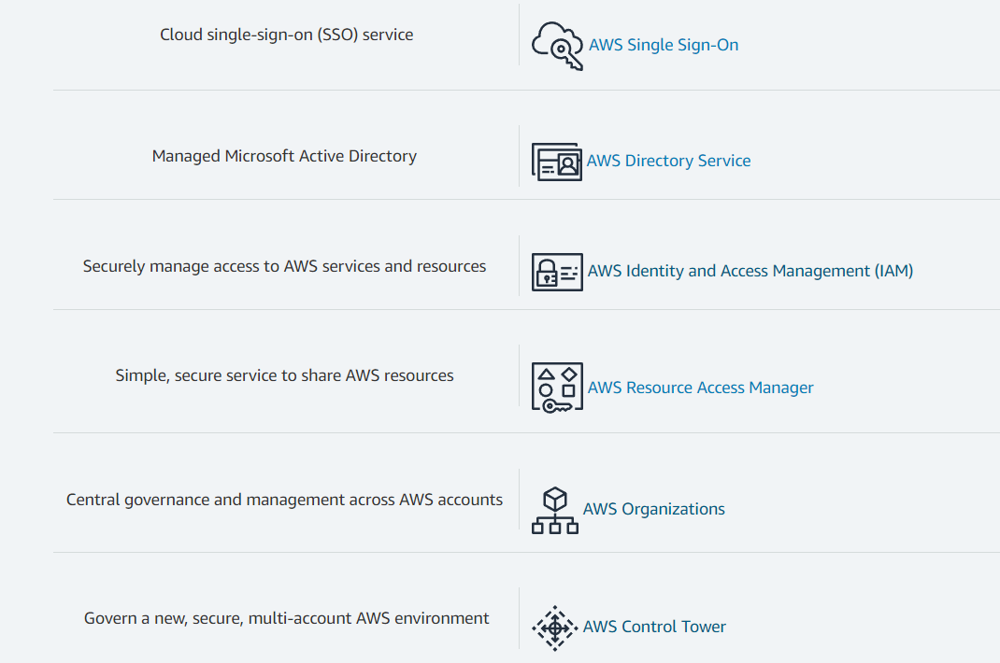 Cloud single-sign-on (SSO) service
AWS Single Sign-On
Managed Microsoft Active Directory
AWS Directory Service
Securely manage access to AWS services and resources
AWS Identity and Access Management (IAM)
Simple, secure service to share AWS resources
AWS Resource Access Manager
Central governance and management across AWS accounts
AWS Organizations
Govern a new, secure, multi-account AWS environment
AWS Control Tower